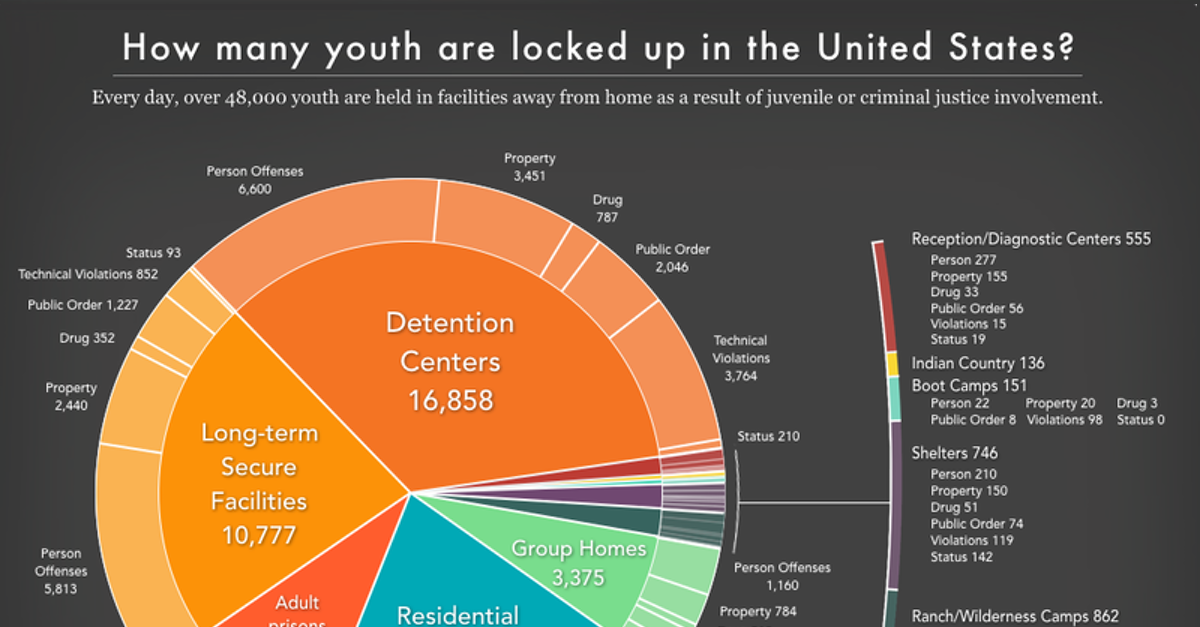 How many youth are locked up in the United States?
Every day, over 48,000 youth are held in facilities away from home as a result of juvenile or criminal justice involvement.
Person Offenses
6,600
Property
3,451
Drug
787
Public Order
2,046
Technical
Violations
3,764
Status 210
Status 93
Technical Violations 852
Public Order 1,227
Drug 352
Property
2,440
Person
Offenses
5,813
Detention
Centers
16,858
Long-term
Secure
Facilities
10,777
Adult
prisons
Residential
Group Homes
3,375
Person Offenses
1,160
Property 784
Reception/Diagnostic Centers 555
Person 277
Property 155
Drug 33
Public Order 56
Violations 15
Status 19
Indian Country 136
Boot Camps 151
Person 22 Property 20 Drug 3
Public Order 8 Violations 98 Status 0
Shelters 746
Person 210
Property 150
Drug 51
Public Order 74
Violations 119
Status 142
Ranch/Wilderness Camps 862